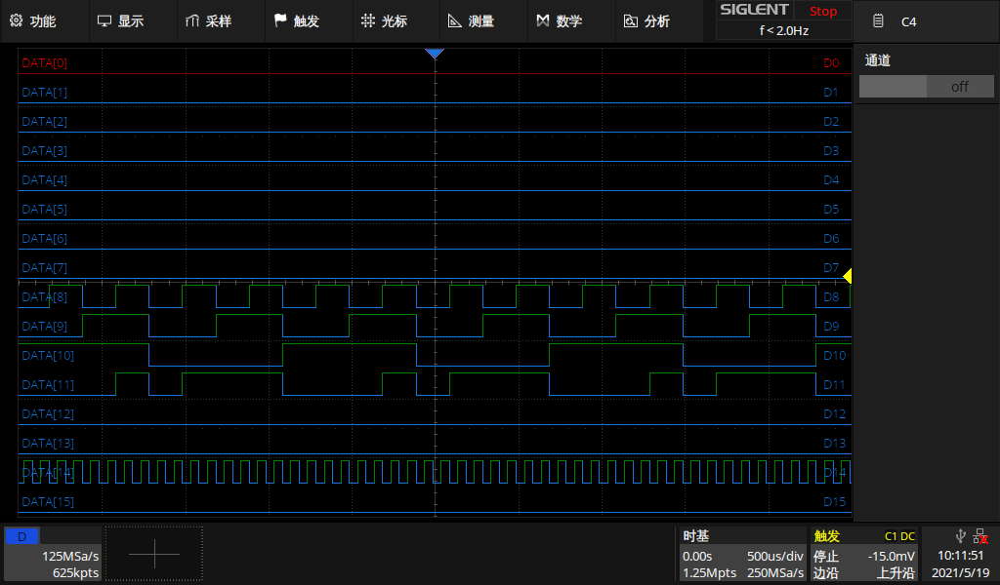 功能 显示 采样 触发 光标 测量 数学 分析 SIGLENT Stop C4
f < 2.0Hz
通道
off
DATA[0] D0
DATA[1] D1
DATA[2] D2
DATA[3] D3
DATA[4] D4
DATA[5] D5
DATA[6] D6
DATA[7] D7
DATA[8] D8
DATA[9] D9
DATA[10] D10
DATA[11] D11
DATA[12] D12
DATA[13] D13
DATA[14] D14
DATA[15] D15
D 时基 触发 C1 DC
125MSa/s 0.00s 500us/div 停止 -15.0mV 10:11:51
625kpts 1.25Mpts 250MSa/s 边沿 上升沿 2021/5/19